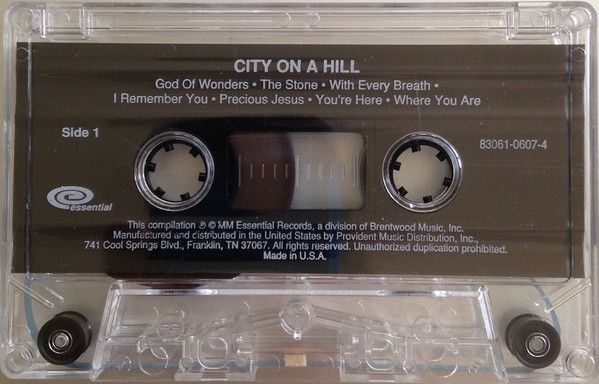 CITY ON A HILL
God Of Wonders • The Stone • With Every Breath •
I Remember You • Precious Jesus • You're Here • Where You Are
Side 1
83061-0607-4
essential
This compilation ℗ © MM Essential Records, a division of Brentwood Music, Inc.
Manufactured and distributed in the United States by Provident Music Distribution, Inc.,
741 Cool Springs Blvd., Franklin, TN 37067. All rights reserved. Unauthorized duplication prohibited.
Made in U.S.A.